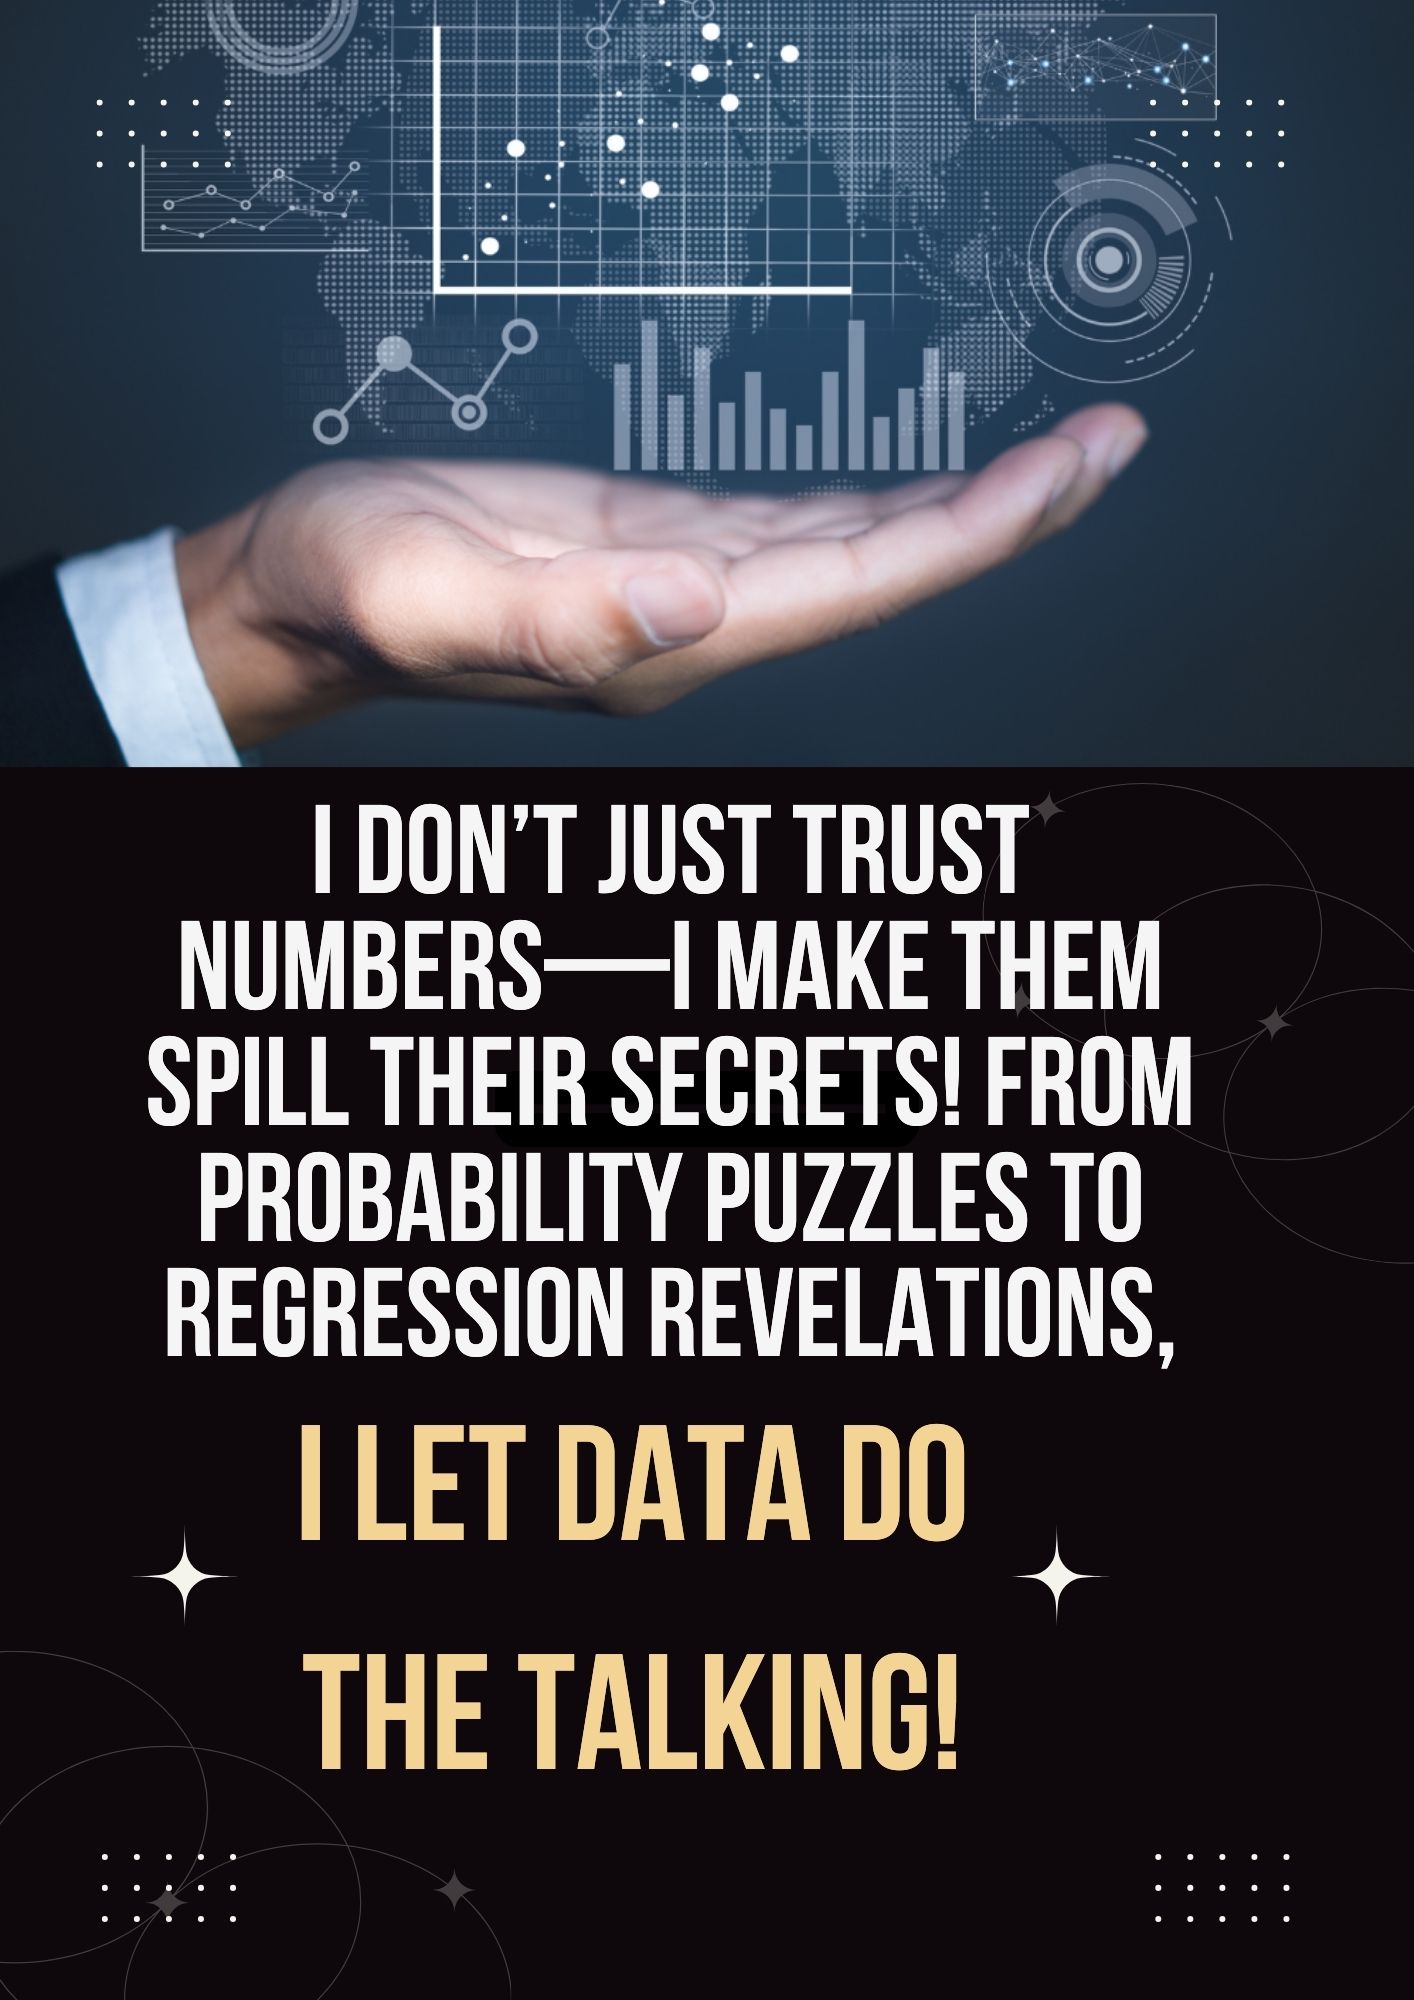 I DON’T JUST TRUST
NUMBERS—I MAKE THEM
SPILL THEIR SECRETS! FROM
PROBABILITY PUZZLES TO
REGRESSION REVELATIONS,
I LET DATA DO
THE TALKING!